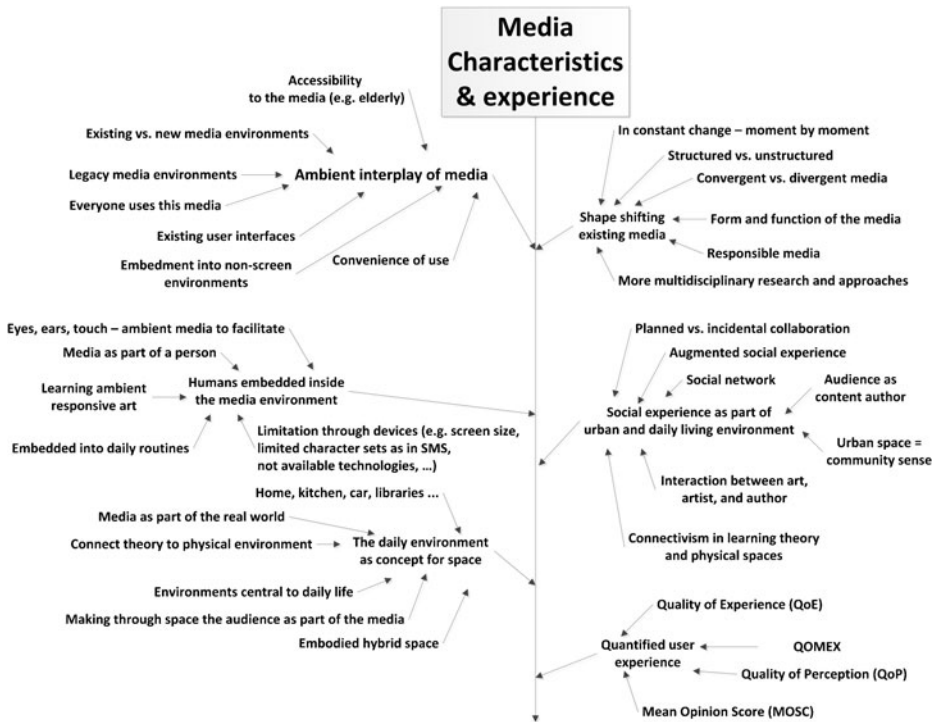 Media
Characteristics
& experience
Accessibility
to the media (e.g. elderly)
Existing vs. new media environments
Legacy media environments
Ambient interplay of media
Everyone uses this media
Existing user interfaces
Embedment into non-screen
environments
Convenience of use
In constant change – moment by moment
Structured vs. unstructured
Convergent vs. divergent media
Shape shifting
existing media
Form and function of the media
Responsible media
More multidisciplinary research and approaches
Eyes, ears, touch – ambient media to facilitate
Media as part of a person
Learning ambient
responsive art
Humans embedded inside
the media environment
Embedded into daily routines
Limitation through devices (e.g. screen size,
limited character sets as in SMS,
not available technologies, ...)
Planned vs. incidental collaboration
Augmented social experience
Social network
Audience as
content author
Social experience as part of
urban and daily living environment
Urban space =
community sense
Interaction between art,
artist, and author
Connectivism in learning theory
and physical spaces
Home, kitchen, car, libraries ...
Media as part of the real world
Connect theory to physical environment
The daily environment
as concept for space
Environments central to daily life
Making through space the audience as part of the media
Embodied hybrid space
Quality of Experience (QoE)
Quantified user
experience
QOMEX
Quality of Perception (QoP)
Mean Opinion Score (MOSC)